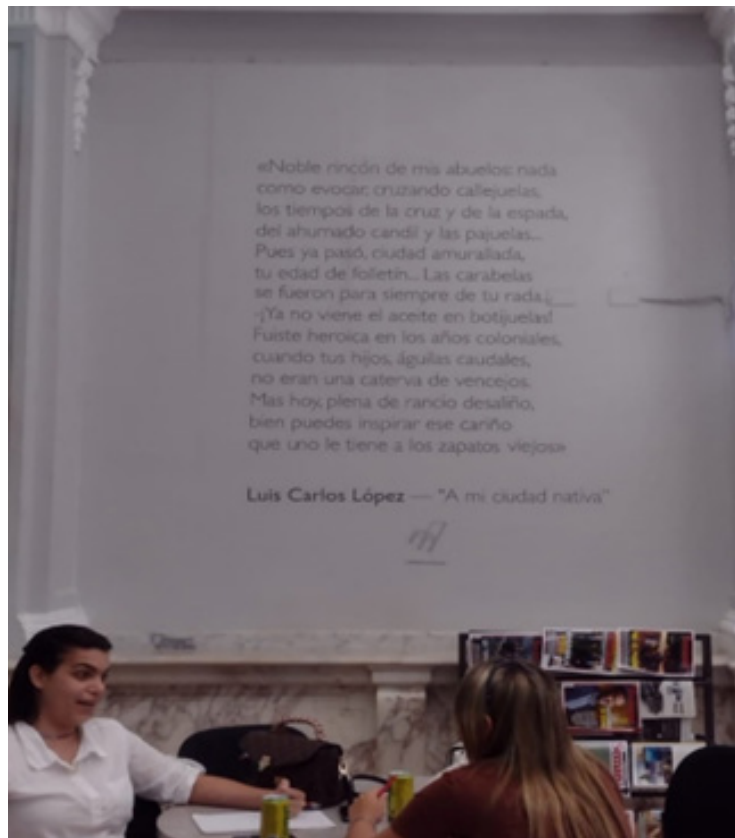 «Noble rincón de mis abuelos: nada
como evocar, cruzando callejuelas,
los tiempos de la cruz y de la espada,
del ahumado candil y las pajuelas...
Pues ya pasó, ciudad amurallada,
tu edad de folletín... Las carabelas
se fueron para siempre de tu rada...
-¡Ya no viene el aceite en botijuelas!
Fuiste heroica en los años coloniales,
cuando tus hijos, águilas caudales,
no eran una caterva de vencejos.
Mas hoy, plena de rancio desaliño,
bien puedes inspirar ese cariño
que uno le tiene a los zapatos viejos»
Luis Carlos López — "A mi ciudad nativa"